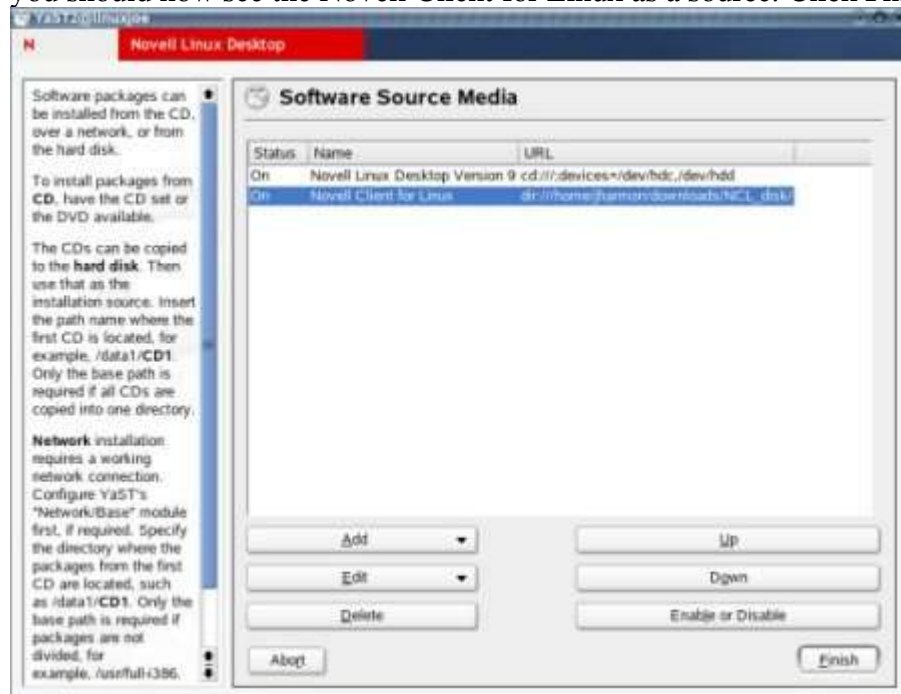 you should now see the Novell Client for Linux as a source. Click
YaST2@linuxjoe
N Novell Linux Desktop
Software packages can
be installed from the CD,
over a network, or from
the hard disk.
To install packages from
CD, have the CD set or
the DVD available.
The CDs can be copied
to the hard disk. Then
use that as the
installation source. Insert
the path name where the
first CD is located, for
example, /data1/CD1.
Only the base path is
required if all CDs are
copied into one directory.
Network installation
requires a working
network connection.
Configure YaST's
"Network/Base" module
first, if required. Specify
the directory where the
packages from the first
CD are located, such
as /data1/CD1. Only the
base path is required if
packages are not
divided, for
example, /usr/full-i386.
Software Source Media
Status Name URL
On Novell Linux Desktop Version 9 cd:///;devices=/dev/hdc,/dev/hdd
On Novell Client for Linux dir:///home/jharmon/downloads/NCL_disk/
Add Up
Edit Down
Delete Enable or Disable
Abort Finish